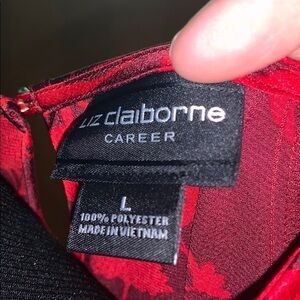 Liz claiborne
CAREER
L
100% POLYESTER
MADE IN VIETNAM